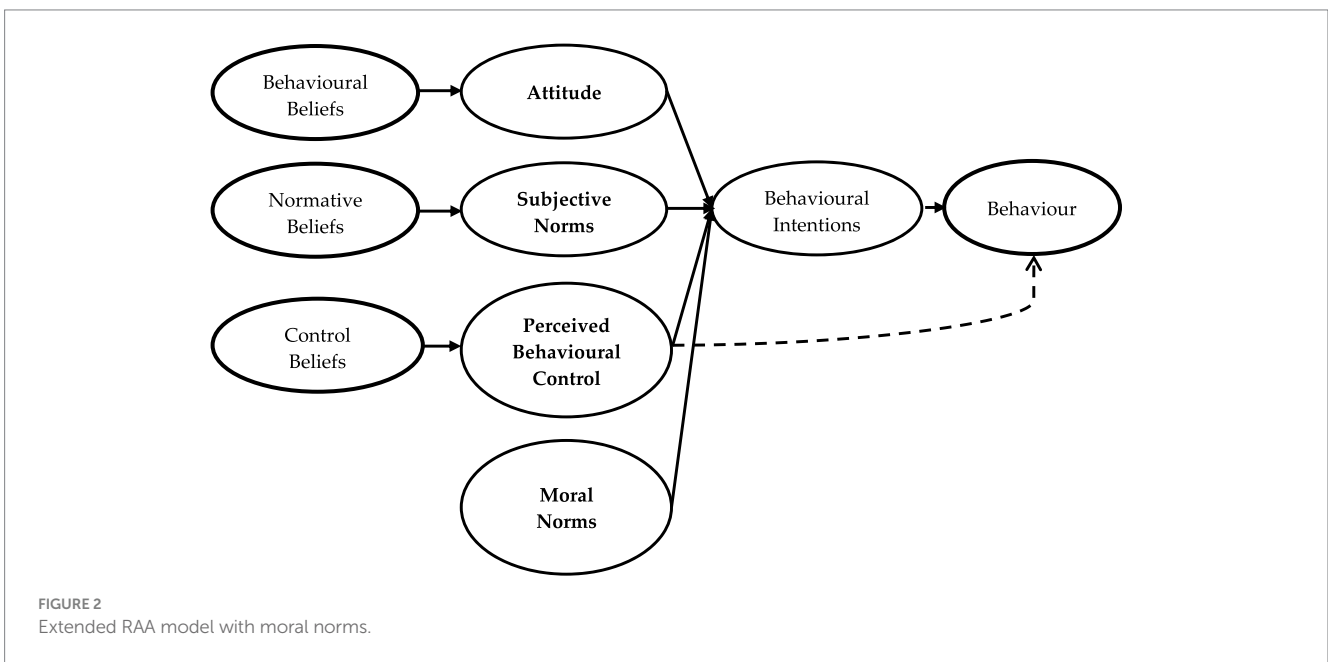 Behavioural
Beliefs
Attitude
Normative
Beliefs
Subjective
Norms
Behavioural
Intentions
Behaviour
Control
Beliefs
Perceived
Behavioural
Control
Moral
Norms
FIGURE 2
Extended RAA model with moral norms.